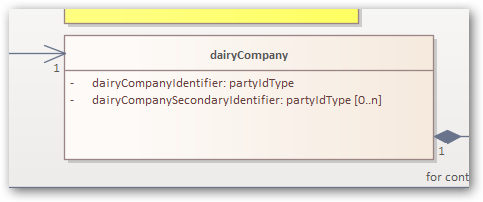 dairyCompany
1
- dairyCompanyIdentifier: partyIdType
- dairyCompanySecondaryIdentifier: partyIdType [0..n]
1
for cont